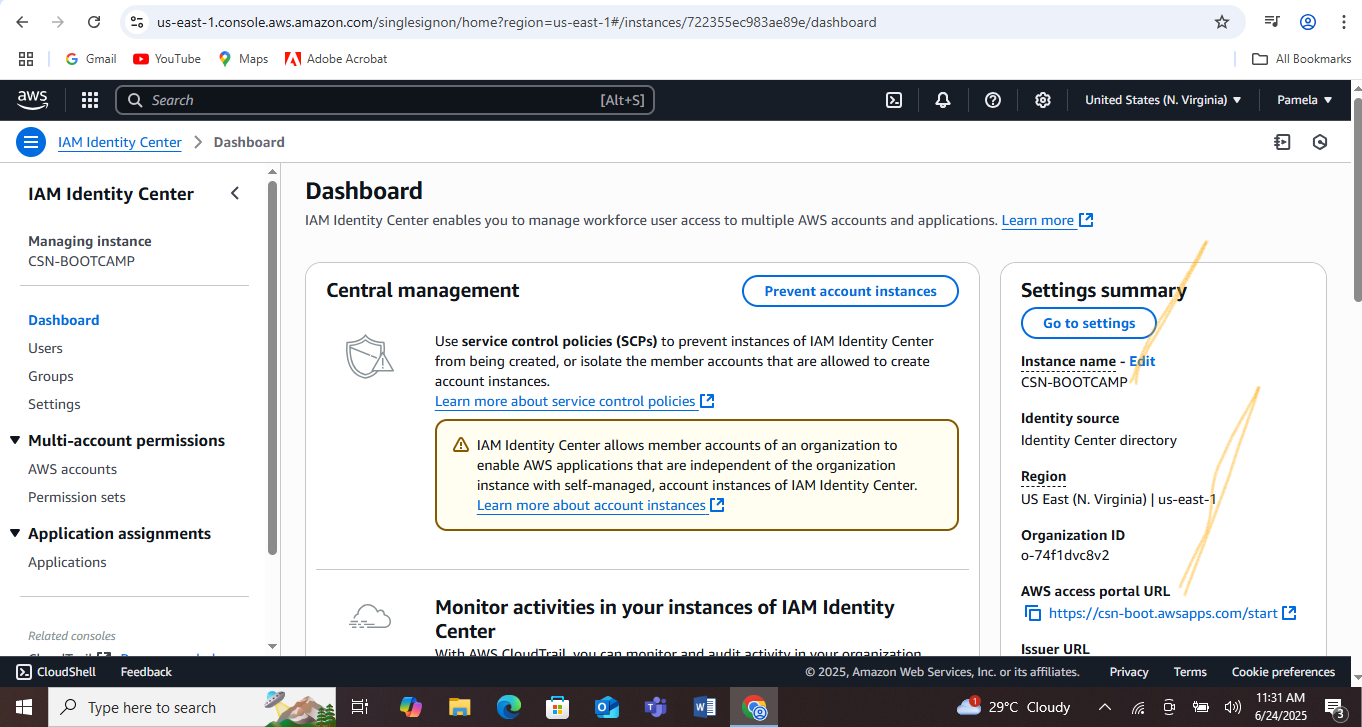 us-east-1.console.aws.amazon.com/singlesignon/home?region=us-east-1#/instances/722355ec983ae89e/dashboard
Gmail YouTube Maps Adobe Acrobat All Bookmarks
aws Search [Alt+S] United States (N. Virginia) Pamela
IAM Identity Center Dashboard
IAM Identity Center
Managing instance
CSN-BOOTCAMP
Dashboard
Users
Groups
Settings
Multi-account permissions
AWS accounts
Permission sets
Application assignments
Applications
Related consoles
CloudTrail
Dashboard
IAM Identity Center enables you to manage workforce user access to multiple AWS accounts and applications. Learn more
Central management Prevent account instances
Use service control policies (SCPs) to prevent instances of IAM Identity Center
from being created, or isolate the member accounts that are allowed to create
account instances.
Learn more about service control policies
IAM Identity Center allows member accounts of an organization to
enable AWS applications that are independent of the organization
instance with self-managed, account instances of IAM Identity Center.
Learn more about account instances
Monitor activities in your instances of IAM Identity
Center
With AWS CloudTrail, you can monitor and audit activity in your organization
Settings summary
Go to settings
Instance name - Edit
CSN-BOOTCAMP
Identity source
Identity Center directory
Region
US East (N. Virginia) | us-east-1
Organization ID
o-74f1dvc8v2
AWS access portal URL
https://csn-boot.awsapps.com/start
Issuer URL
CloudShell Feedback © 2025, Amazon Web Services, Inc. or its affiliates. Privacy Terms Cookie preferences
Type here to search 1 29°C Cloudy 11:31 AM
6/24/2025 3